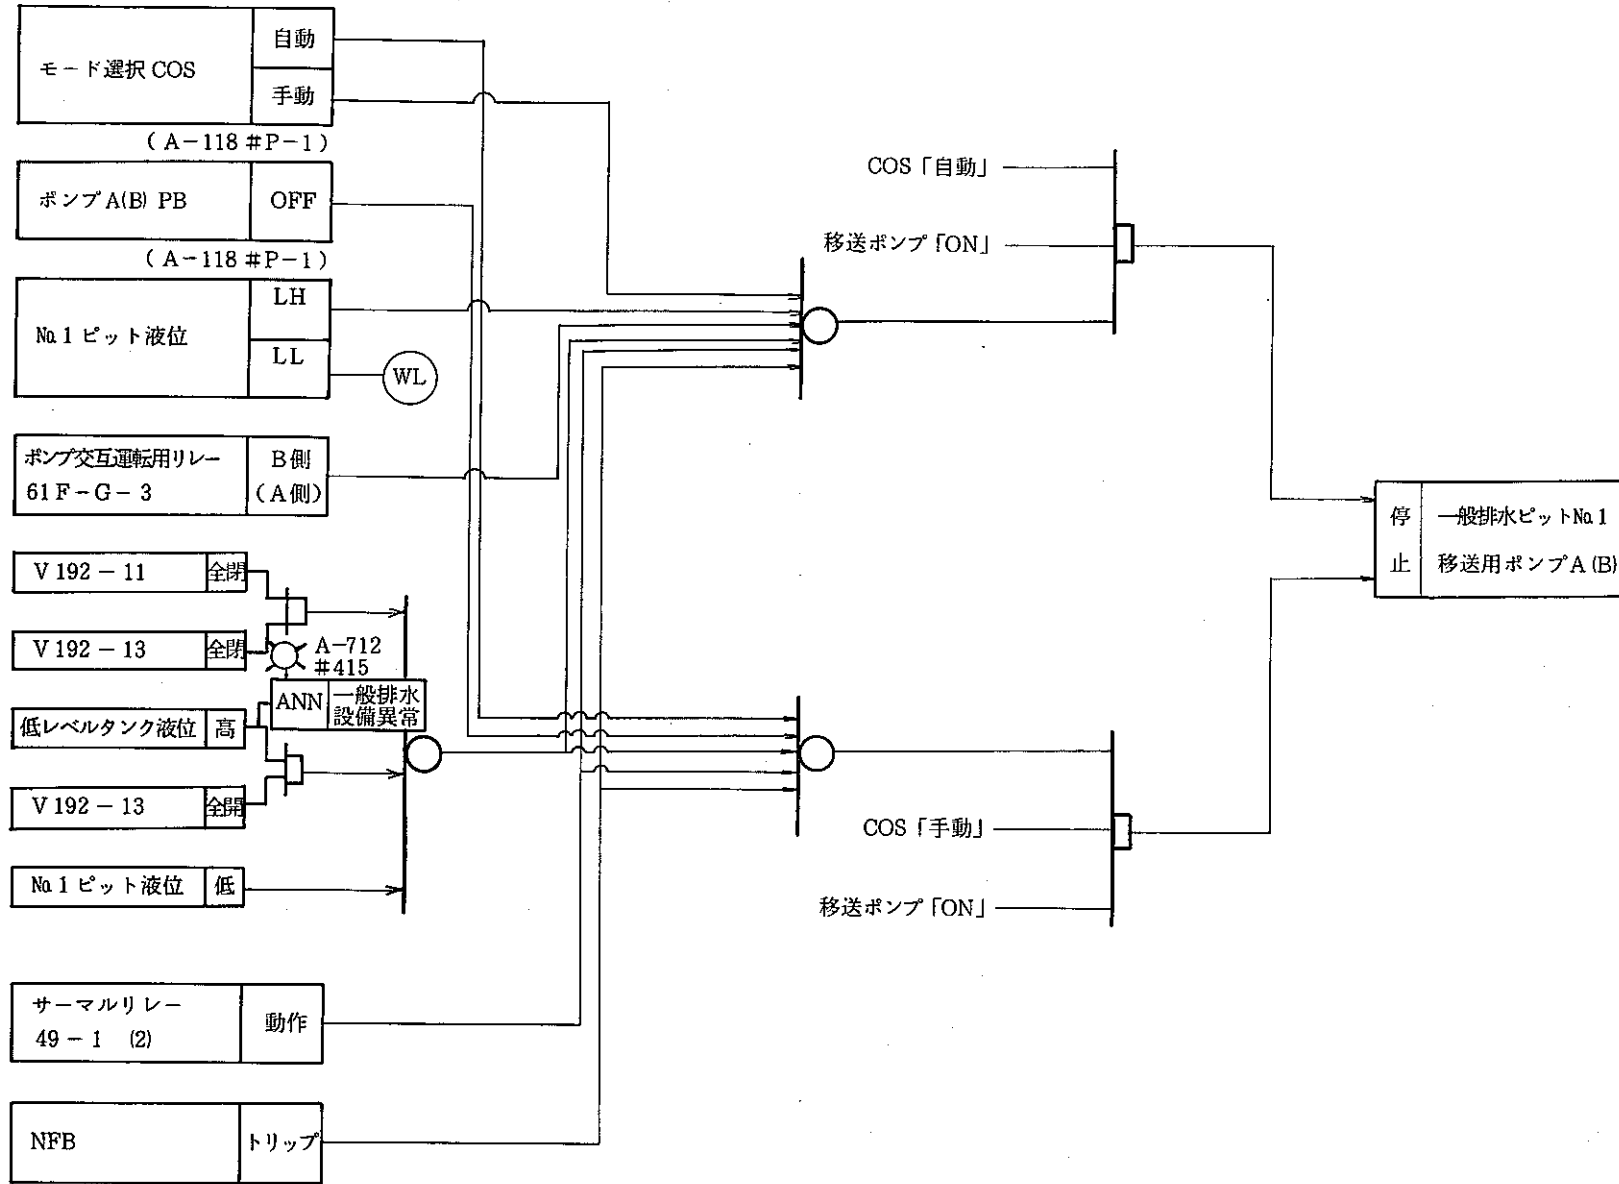 モード選択 COS
自動
手動
( A-118 #P-1 )
ポンプ A(B) PB
OFF
( A-118 #P-1 )
№1 ピット液位
LH
LL
WL
ポンプ交互運転用リレー
61F-G-3
B側
(A側)
V 192-11
全閉
V 192-13
全閉
A-712
#415
ANN
一般排水
設備異常
低レベルタンク液位
高
V 192-13
全開
№1 ピット液位
低
サーマルリレー
49-1 (2)
動作
NFB
トリップ
COS「自動」
移送ポンプ「ON」
COS「手動」
移送ポンプ「ON」
停止
一般排水ピット№1
移送用ポンプA (B)